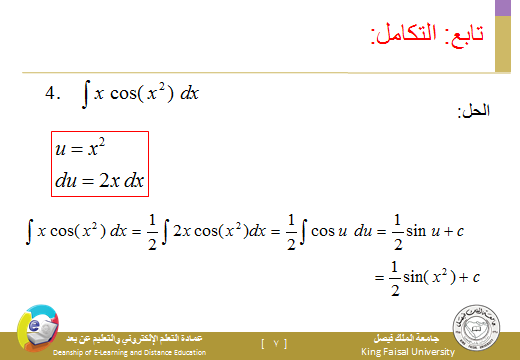 تابع: التكامل:
4. ∫ x cos(x²) dx
الحل:
u = x²
du = 2x dx
∫ x cos(x²) dx = 1/2 ∫ 2x cos(x²)dx = 1/2 ∫ cos u du = 1/2 sin u + c
= 1/2 sin(x²) + c
عمادة التعلم الإلكتروني والتعليم عن بعد
Deanship of E-Learning and Distance Education
[ ٧ ]
جامعة الملك فيصل
King Faisal University